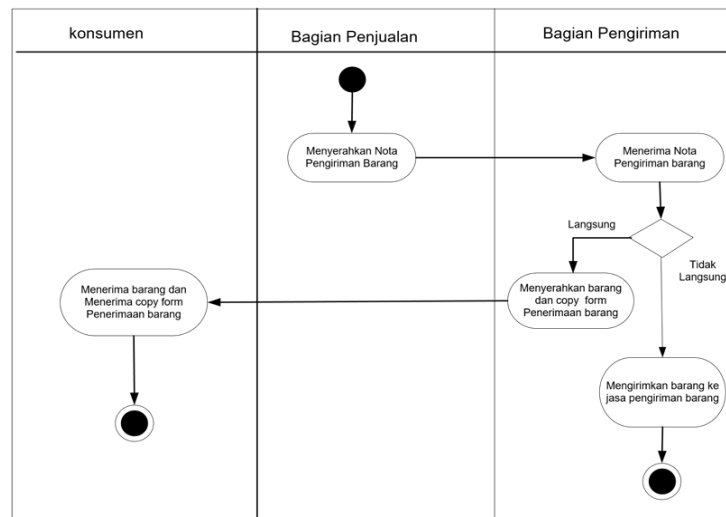 konsumen
Bagian Penjualan
Bagian Pengiriman
Menyerahkan Nota
Pengiriman Barang
Menerima Nota
Pengiriman barang
Langsung
Tidak
Langsung
Menyerahkan barang
dan copy form
Penerimaan barang
Menerima barang dan
Menerima copy form
Penerimaan barang
Mengirimkan barang ke
jasa pengiriman barang